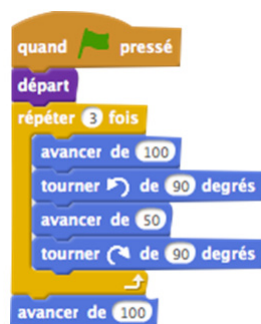 quand pressé
départ
répéter 3 fois
avancer de 100
tourner de 90 degrés
avancer de 50
tourner de 90 degrés
avancer de 100